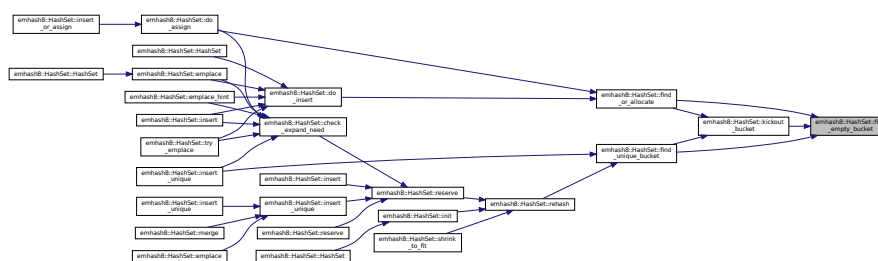 emhash8::HashSet::insert
_or_assign
emhash8::HashSet::do
_assign
emhash8::HashSet::HashSet
emhash8::HashSet::HashSet
emhash8::HashSet::emplace
emhash8::HashSet::emplace_hint
emhash8::HashSet::insert
emhash8::HashSet::try
_emplace
emhash8::HashSet::insert
_unique
emhash8::HashSet::insert
_unique
emhash8::HashSet::merge
emhash8::HashSet::emplace
emhash8::HashSet::do
_insert
emhash8::HashSet::check
_expand_need
emhash8::HashSet::insert
emhash8::HashSet::insert
_unique
emhash8::HashSet::reserve
emhash8::HashSet::HashSet
emhash8::HashSet::reserve
emhash8::HashSet::init
emhash8::HashSet::shrink
_to_fit
emhash8::HashSet::rehash
emhash8::HashSet::find
_or_allocate
emhash8::HashSet::find
_unique_bucket
emhash8::HashSet::kickout
_bucket
emhash8::HashSet::fi
_empty_bucket